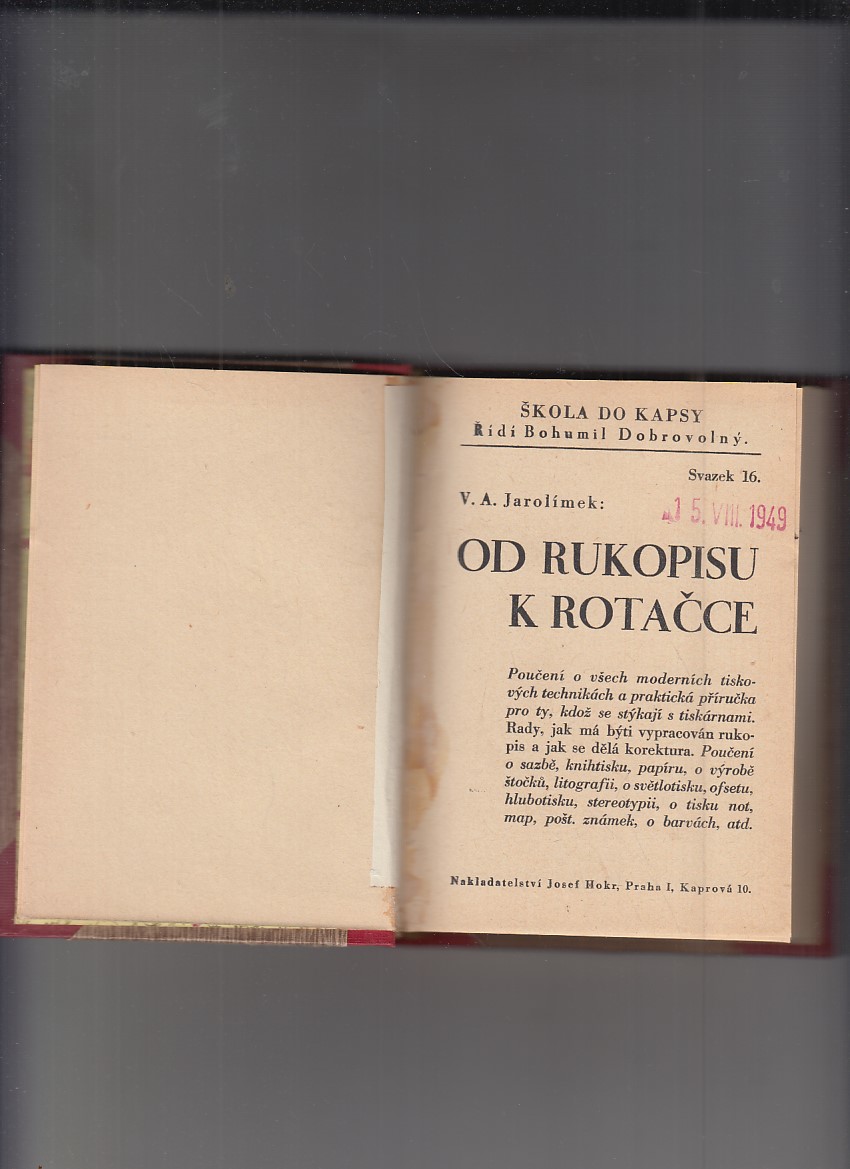 ŠKOLA DO KAPSY
Řídí Bohumil Dobrovolný.
Svazek 16.
V. A. Jarolímek:
15. VIII. 1949
OD RUKOPISU
K ROTAČCE
Poučení o všech moderních tisko-
vých technikách a praktická příručka
pro ty, kdož se stýkají s tiskárnami.
Rady, jak má býti vypracován ruko-
pis a jak se dělá korektura. Poučení
o sazbě, knihtisku, papíru, o výrobě
štočků, litografii, o světlotisku, ofsetu,
hlubotisku, stereotypii, o tisku not,
map, pošt. známek, o barvách, atd.
Nakladatelství Josef Hokr, Praha I, Kaprová 10.